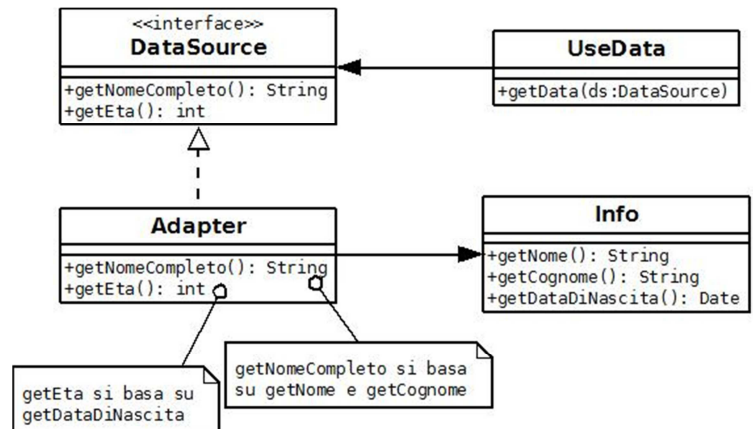 <<interface>>
DataSource
+getNomeCompleto(): String
+getEta(): int
UseData
+getData(ds:DataSource)
Adapter
+getNomeCompleto(): String
+getEta(): int
Info
+getNome(): String
+getCognome(): String
+getDataDiNascita(): Date
getNomeCompleto si basa
su getNome e getCognome
getEta si basa su
getDataDiNascita